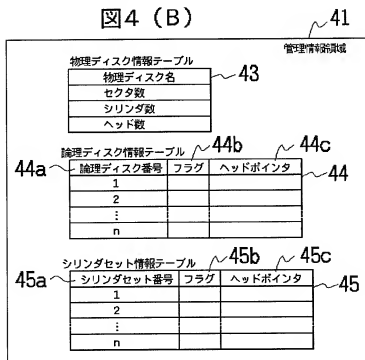 図4(B)
41
管理情報領域
物理ディスク情報テーブル
43
物理ディスク名
セクタ数
シリンダ数
ヘッド数
44b 44c
論理ディスク情報テーブル
44a 論理ディスク番号 フラグ ヘッドポインタ 44
1
2
⋮
n
45b 45c
シリンダセット情報テーブル
45a シリンダセット番号 フラグ ヘッドポインタ 45
1
2
⋮
n